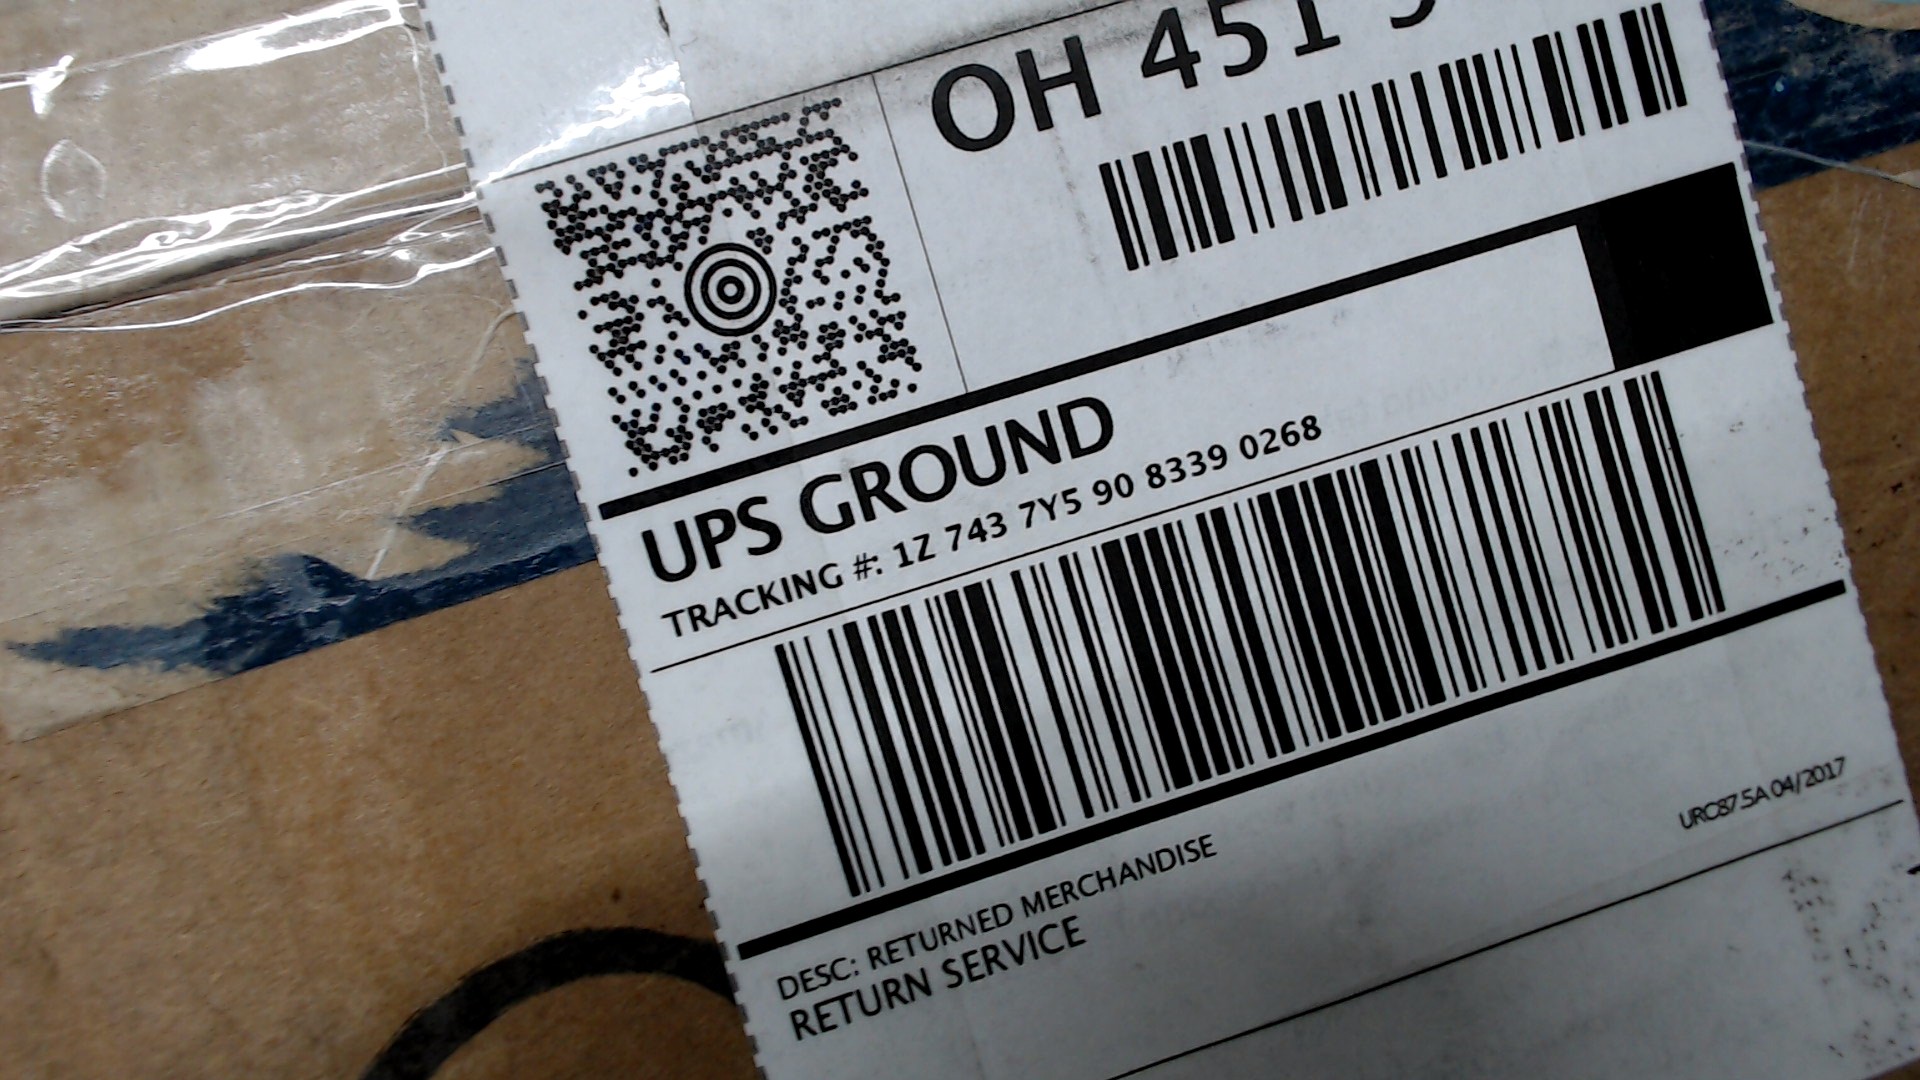 OH 451
UPS GROUND
TRACKING #: 1Z 743 7Y5 90 8339 0268
DESC: RETURNED MERCHANDISE
RETURN SERVICE
URC87.5A 04/2017